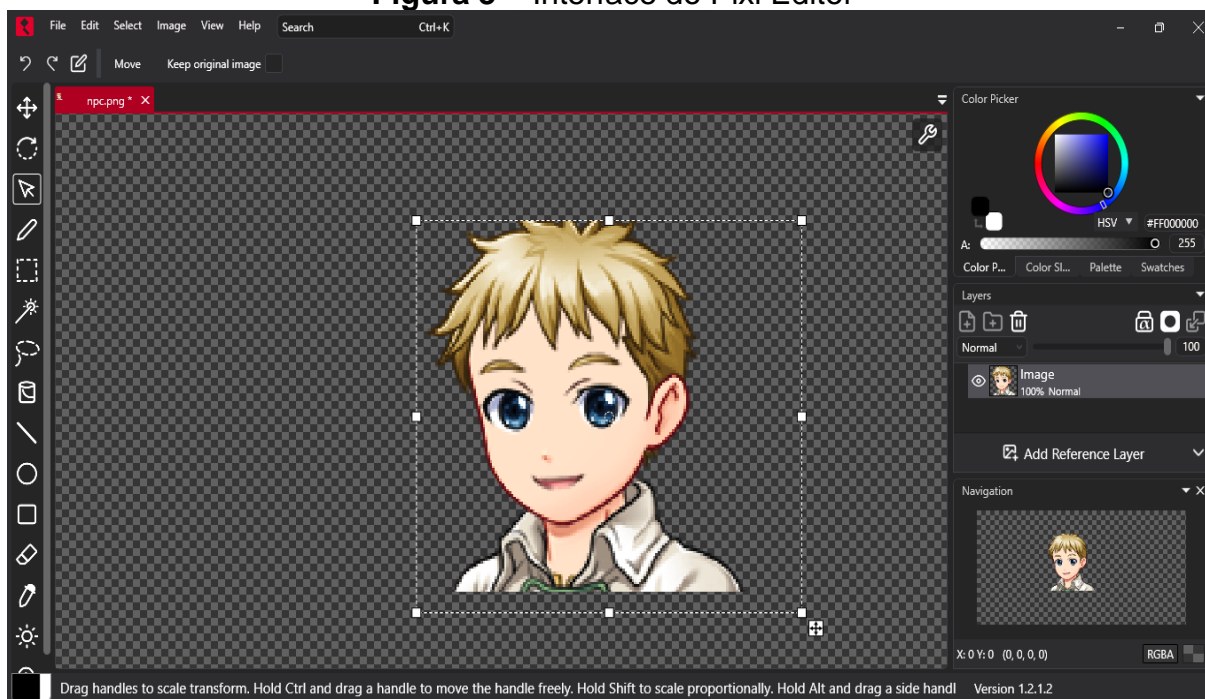 Figura 3 – Interface do Pixi Editor
File Edit Select Image View Help Search Ctrl+K
Move Keep original image
npc.png * X
Color Picker
HSV #FF000000
A: 255
Color P... Color Sl... Palette Swatches
Layers
Normal 100
Image
100% Normal
Add Reference Layer
Navigation
X: 0 Y: 0 (0, 0, 0, 0) RGBA
Drag handles to scale transform. Hold Ctrl and drag a handle to move the handle freely. Hold Shift to scale proportionally. Hold Alt and drag a side handl Version 1.2.1.2